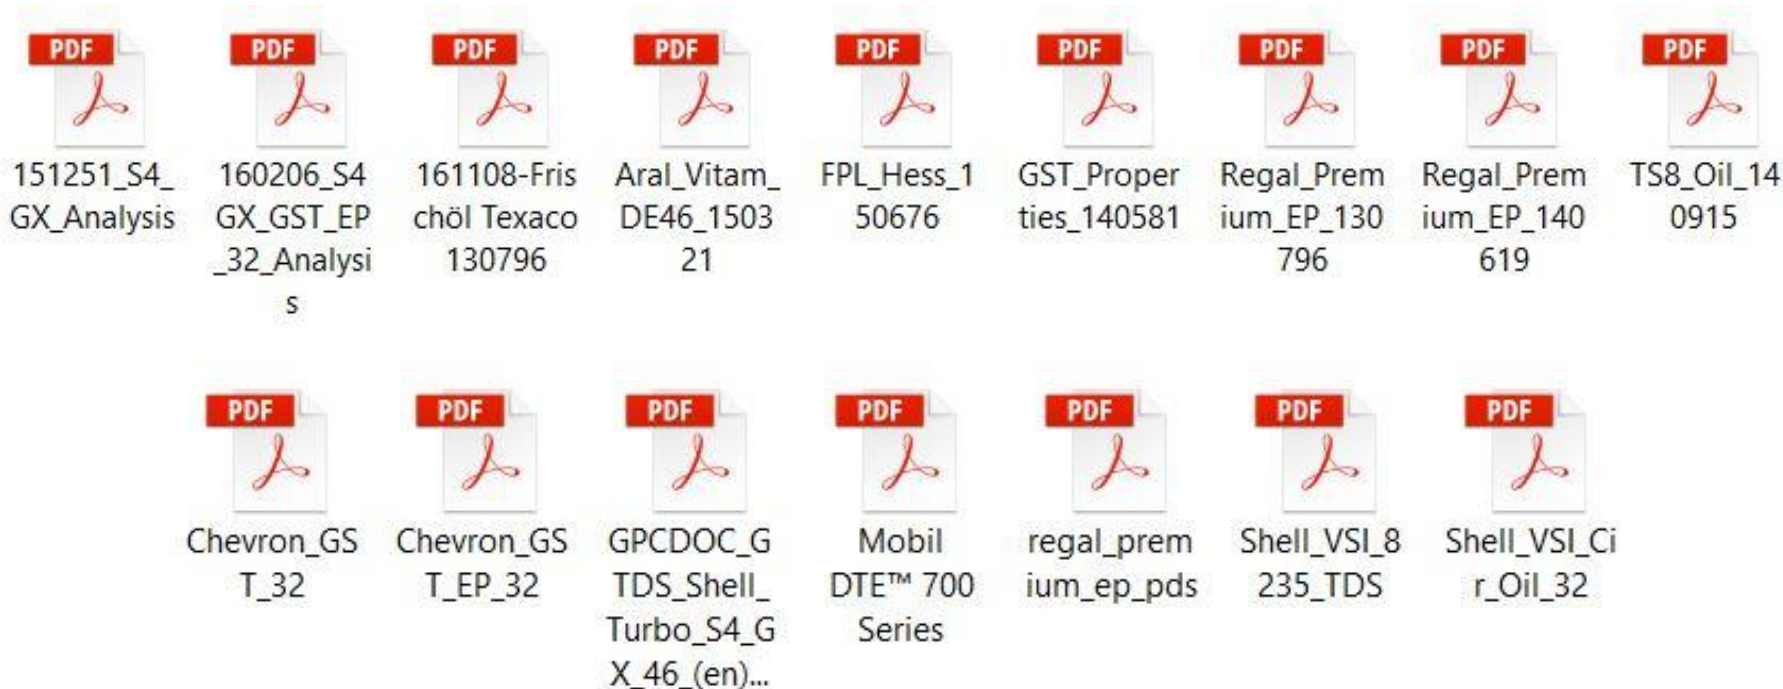 PDF PDF PDF PDF PDF PDF PDF PDF PDF
151251_S4_
GX_Analysis
160206_S4
GX_GST_EP
_32_Analysi
s
161108-Fris
chöl Texaco
130796
Aral_Vitam_
DE46_1503
21
FPL_Hess_1
50676
GST_Proper
ties_140581
Regal_Prem
ium_EP_130
796
Regal_Prem
ium_EP_140
619
TS8_Oil_14
0915
PDF PDF PDF PDF PDF PDF PDF
Chevron_GS
T_32
Chevron_GS
T_EP_32
GPCDOC_G
TDS_Shell_
Turbo_S4_G
X_46_(en)...
Mobil
DTE™ 700
Series
regal_prem
ium_ep_pds
Shell_VSI_8
235_TDS
Shell_VSI_Ci
r_Oil_32